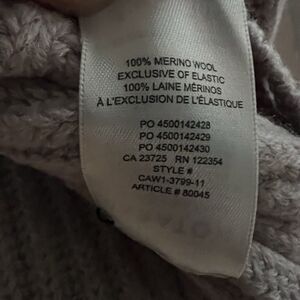 100% MERINO WOOL
EXCLUSIVE OF ELASTIC
100% LAINE MÉRINOS
À L'EXCLUSION DE L'ÉLASTIQUE
PO 4500142428
PO 4500142429
PO 4500142430
CA 23725 RN 122354
STYLE #
CAW1-3799-11
ARTICLE # 80045